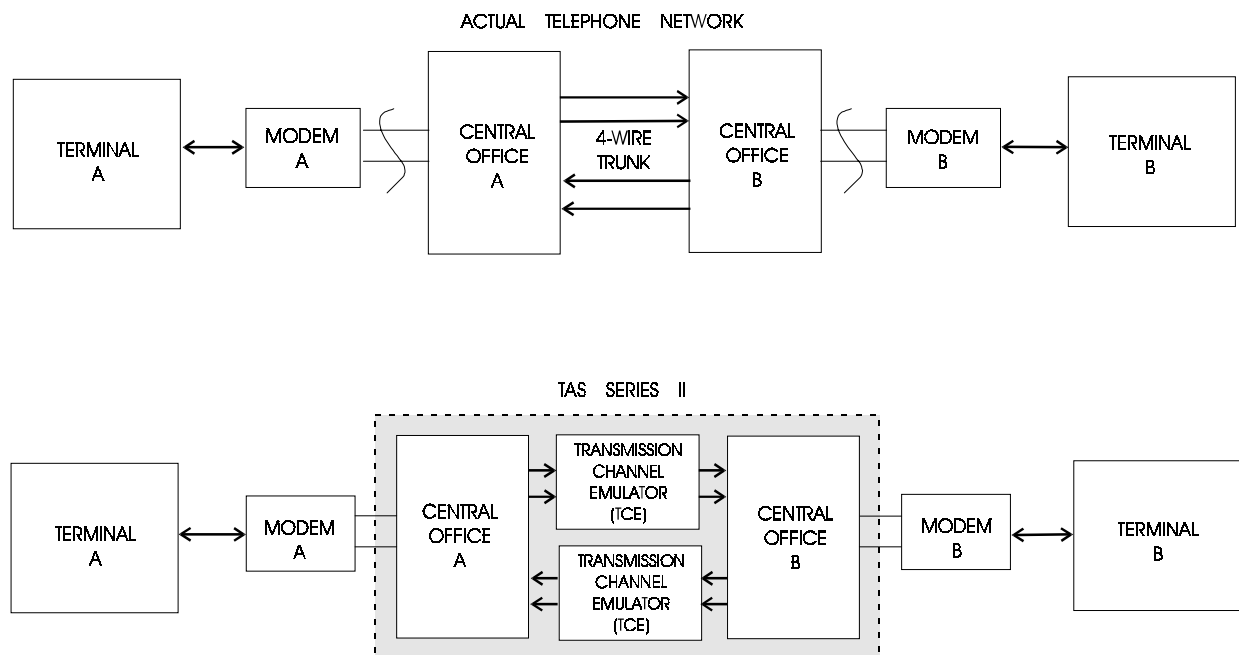 ACTUAL TELEPHONE NETWORK
TERMINAL
A
MODEM
A
CENTRAL
OFFICE
A
4-WIRE
TRUNK
CENTRAL
OFFICE
B
MODEM
B
TERMINAL
B
TAS SERIES II
TERMINAL
A
MODEM
A
CENTRAL
OFFICE
A
TRANSMISSION
CHANNEL
EMULATOR
(TCE)
TRANSMISSION
CHANNEL
EMULATOR
(TCE)
CENTRAL
OFFICE
B
MODEM
B
TERMINAL
B